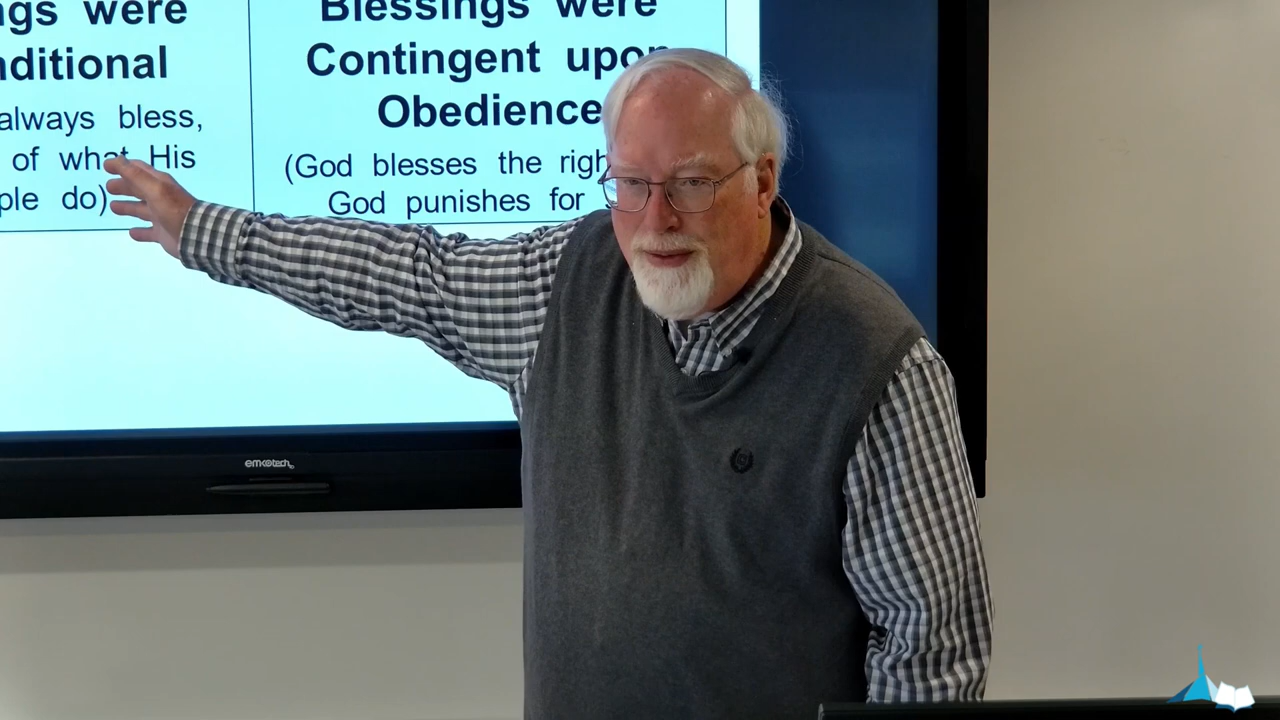 ngs were
nditional
always bless,
of what His
ple do)
Blessings were
Contingent upon
Obedience
(God blesses the righ
God punishes for
emkotech